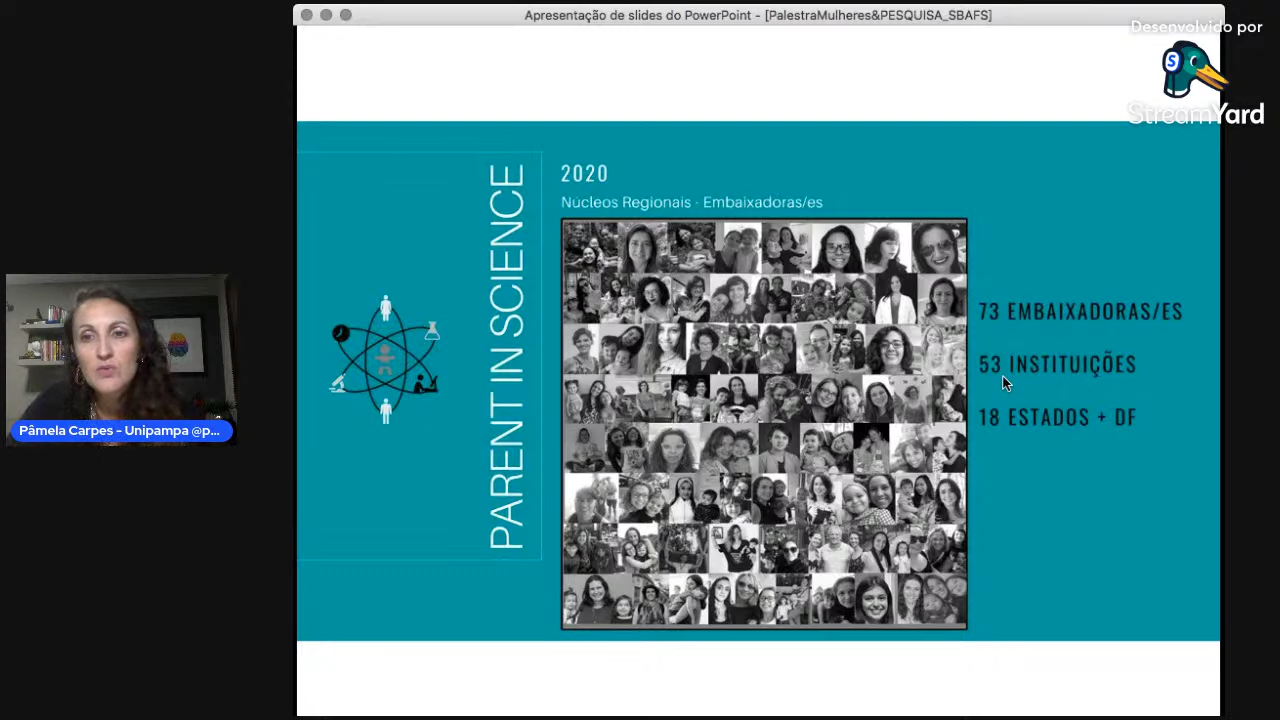 Apresentação de slides do PowerPoint - [PalestraMulheres&PESQUISA_SBAFS]
Desenvolvido por
S
StreamYard
PARENT IN SCIENCE
2020
Núcleos Regionais · Embaixadoras/es
73 EMBAIXADORAS/ES
53 INSTITUIÇÕES
18 ESTADOS + DF
Pâmela Carpes - Unipampa @p...